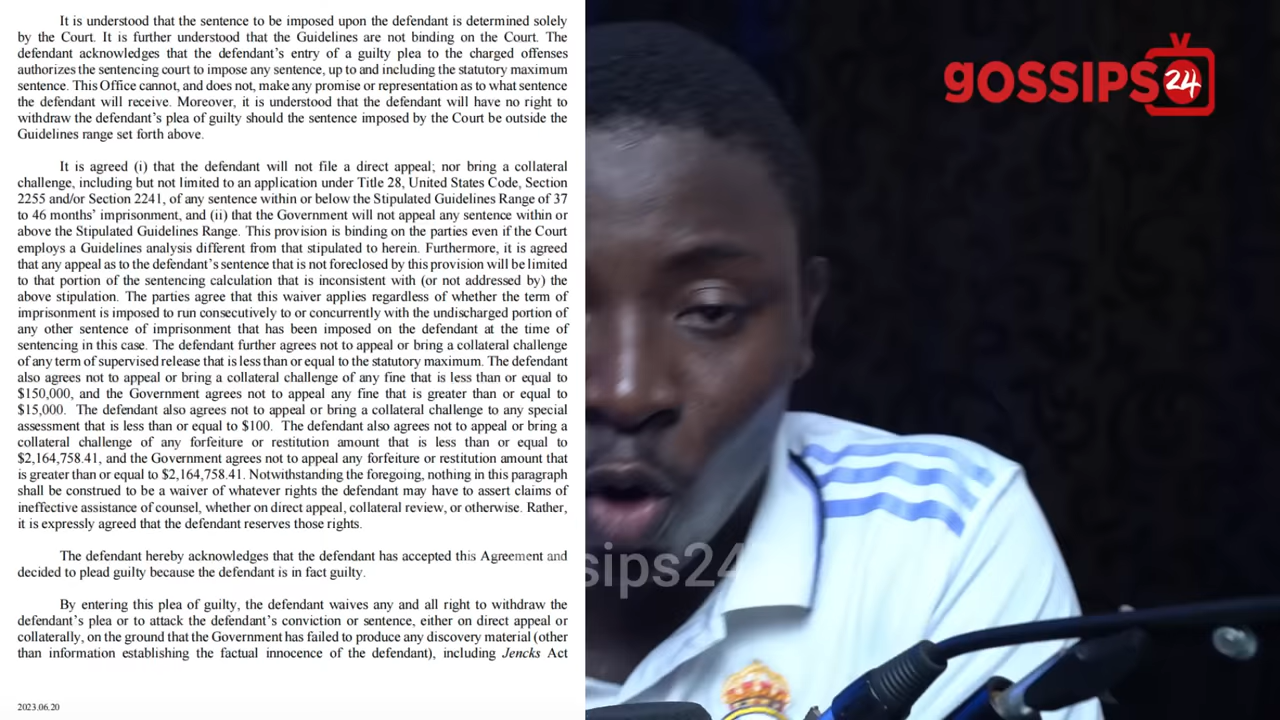 It is understood that the sentence to be imposed upon the defendant is determined solely
by the Court. It is further understood that the Guidelines are not binding on the Court. The
defendant acknowledges that the defendant's entry of a guilty plea to the charged offenses
authorizes the sentencing court to impose any sentence, up to and including the statutory maximum
sentence. This Office cannot, and does not, make any promise or representation as to what sentence
the defendant will receive. Moreover, it is understood that the defendant will have no right to
withdraw the defendant's plea of guilty should the sentence imposed by the Court be outside the
Guidelines range set forth above.
It is agreed (i) that the defendant will not file a direct appeal; nor bring a collateral
challenge, including but not limited to an application under Title 28, United States Code, Section
2255 and/or Section 2241, of any sentence within or below the Stipulated Guidelines Range of 37
to 46 months' imprisonment, and (ii) that the Government will not appeal any sentence within or
above the Stipulated Guidelines Range. This provision is binding on the parties even if the Court
employs a Guidelines analysis different from that stipulated to herein. Furthermore, it is agreed
that any appeal as to the defendant's sentence that is not foreclosed by this provision will be limited
to that portion of the sentencing calculation that is inconsistent with (or not addressed by) the
above stipulation. The parties agree that this waiver applies regardless of whether the term of
imprisonment is imposed to run consecutively to or concurrently with the undischarged portion of
any other sentence of imprisonment that has been imposed on the defendant at the time of
sentencing in this case. The defendant further agrees not to appeal or bring a collateral challenge
of any term of supervised release that is less than or equal to the statutory maximum. The defendant
also agrees not to appeal or bring a collateral challenge of any fine that is less than or equal to
$150,000, and the Government agrees not to appeal any fine that is greater than or equal to
$15,000. The defendant also agrees not to appeal or bring a collateral challenge to any special
assessment that is less than or equal to $100. The defendant also agrees not to appeal or bring a
collateral challenge of any forfeiture or restitution amount that is less than or equal to
$2,164,758.41, and the Government agrees not to appeal any forfeiture or restitution amount that
is greater than or equal to $2,164,758.41. Notwithstanding the foregoing, nothing in this paragraph
shall be construed to be a waiver of whatever rights the defendant may have to assert claims of
ineffective assistance of counsel, whether on direct appeal, collateral review, or otherwise. Rather,
it is expressly agreed that the defendant reserves those rights.
The defendant hereby acknowledges that the defendant has accepted this Agreement and
decided to plead guilty because the defendant is in fact guilty.
By entering this plea of guilty, the defendant waives any and all right to withdraw the
defendant's plea or to attack the defendant's conviction or sentence, either on direct appeal or
collaterally, on the ground that the Government has failed to produce any discovery material (other
than information establishing the factual innocence of the defendant), including Jencks Act
2023.06.20
gOSSIPS24
ssips24